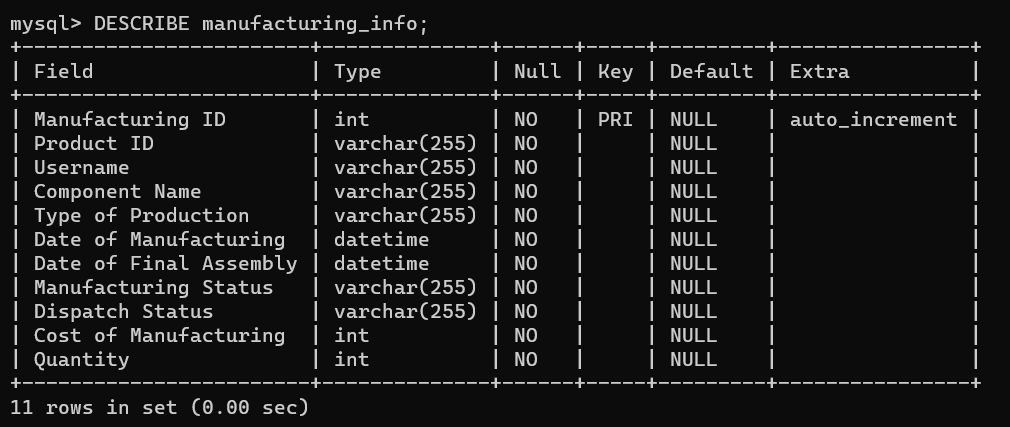 mysql> DESCRIBE manufacturing_info;
+------------------------+--------------+------+-----+---------+----------------+
| Field                  | Type         | Null | Key | Default | Extra          |
+------------------------+--------------+------+-----+---------+----------------+
| Manufacturing ID       | int          | NO   | PRI | NULL    | auto_increment |
| Product ID             | varchar(255) | NO   |     | NULL    |                |
| Username               | varchar(255) | NO   |     | NULL    |                |
| Component Name         | varchar(255) | NO   |     | NULL    |                |
| Type of Production     | varchar(255) | NO   |     | NULL    |                |
| Date of Manufacturing  | datetime     | NO   |     | NULL    |                |
| Date of Final Assembly | datetime     | NO   |     | NULL    |                |
| Manufacturing Status   | varchar(255) | NO   |     | NULL    |                |
| Dispatch Status        | varchar(255) | NO   |     | NULL    |                |
| Cost of Manufacturing  | int          | NO   |     | NULL    |                |
| Quantity               | int          | NO   |     | NULL    |                |
+------------------------+--------------+------+-----+---------+----------------+
11 rows in set (0.00 sec)